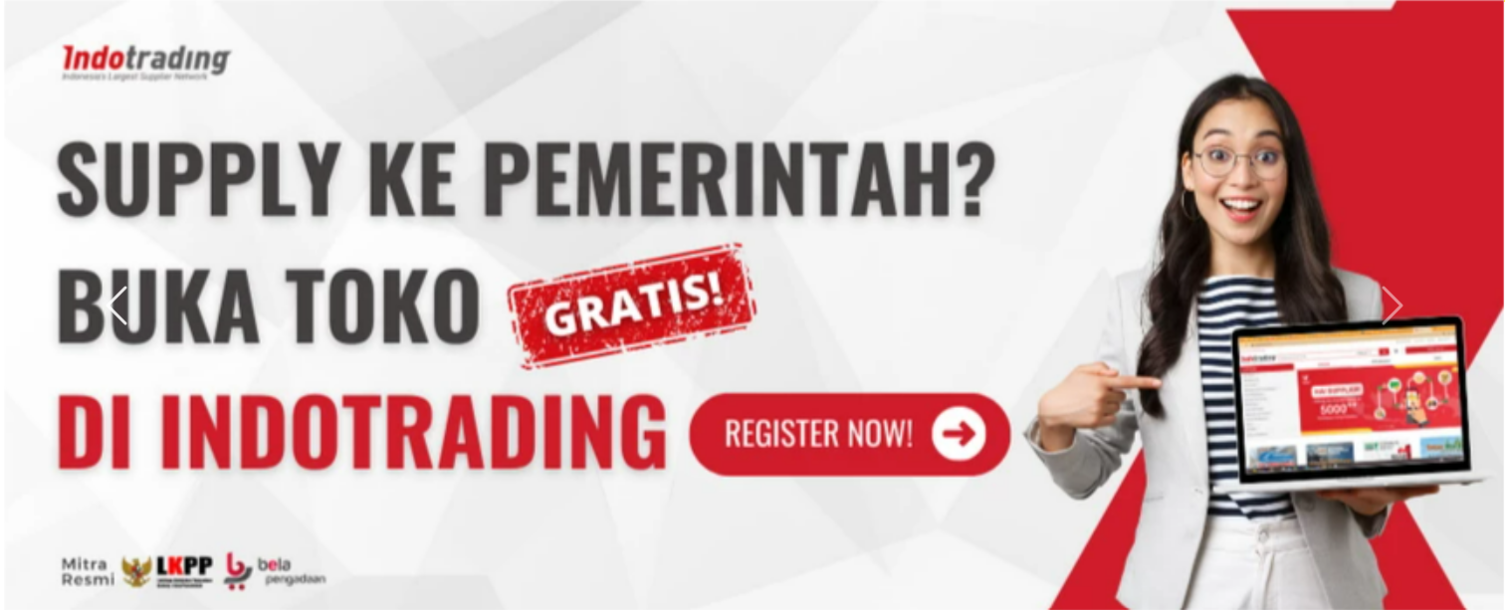 Indotrading
Indonesia's Largest Supplier Network
SUPPLY KE PEMERINTAH?
BUKA TOKO
GRATIS!
DI INDOTRADING
REGISTER NOW!
Mitra
Resmi
LKPP
bela
pengadaan
5000